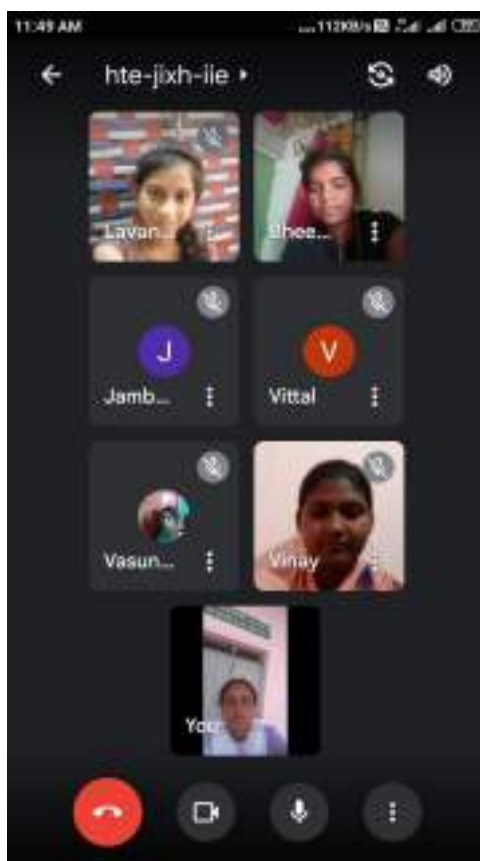 11:49 AM
hte-jixh-iie
Lavan...
Bhee...
J
Jamb...
V
Vittal
Vasun...
Vinay
You